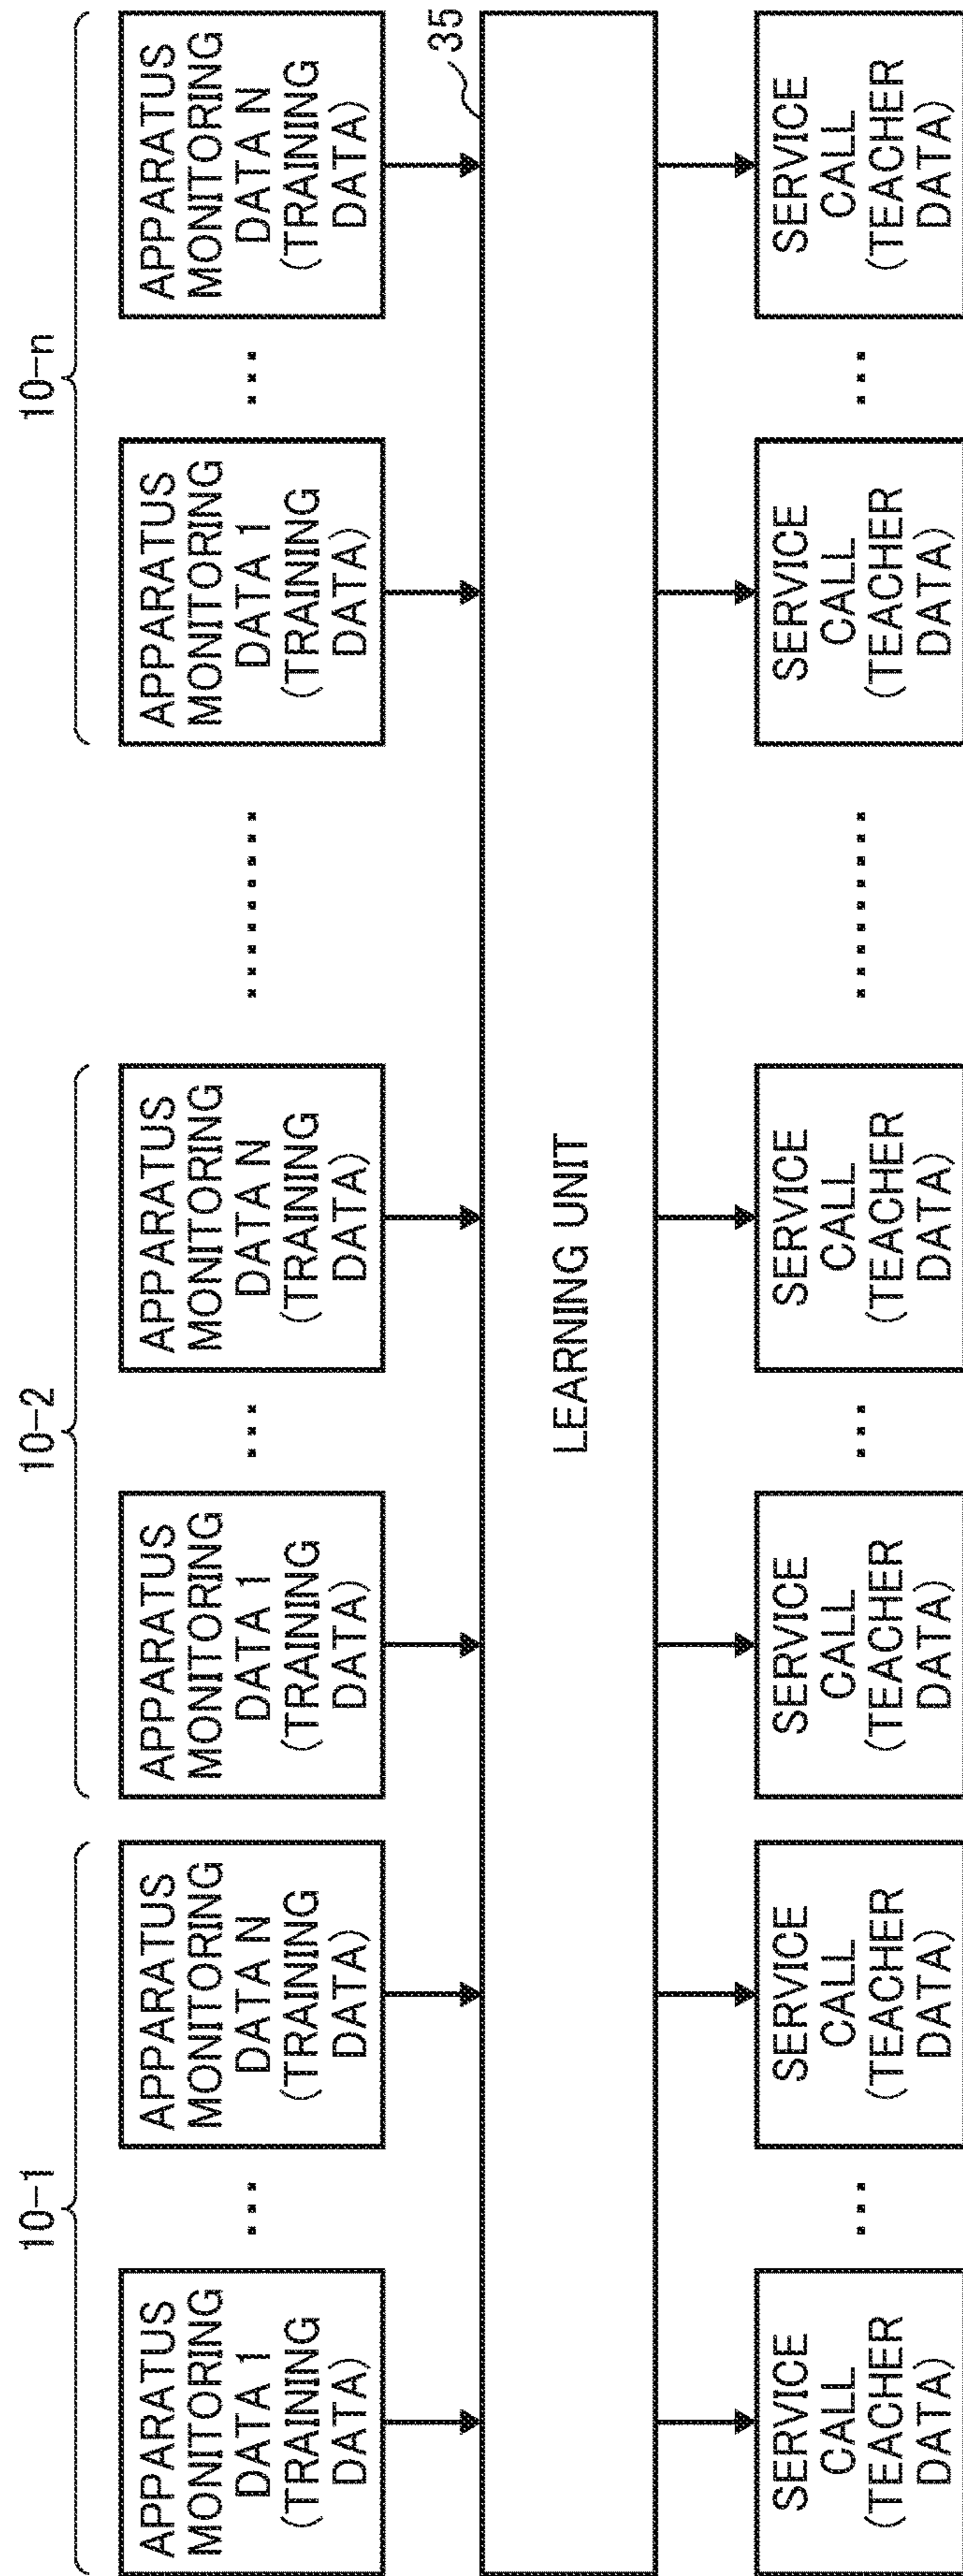 10-1
10-2
10-n
APPARATUS
MONITORING
DATA 1
(TRAINING
DATA)
...
APPARATUS
MONITORING
DATA N
(TRAINING
DATA)
APPARATUS
MONITORING
DATA 1
(TRAINING
DATA)
...
APPARATUS
MONITORING
DATA N
(TRAINING
DATA)
.........
APPARATUS
MONITORING
DATA 1
(TRAINING
DATA)
...
APPARATUS
MONITORING
DATA N
(TRAINING
DATA)
35
LEARNING UNIT
SERVICE
CALL
(TEACHER
DATA)
...
SERVICE
CALL
(TEACHER
DATA)
SERVICE
CALL
(TEACHER
DATA)
...
SERVICE
CALL
(TEACHER
DATA)
.........
SERVICE
CALL
(TEACHER
DATA)
...
SERVICE
CALL
(TEACHER
DATA)